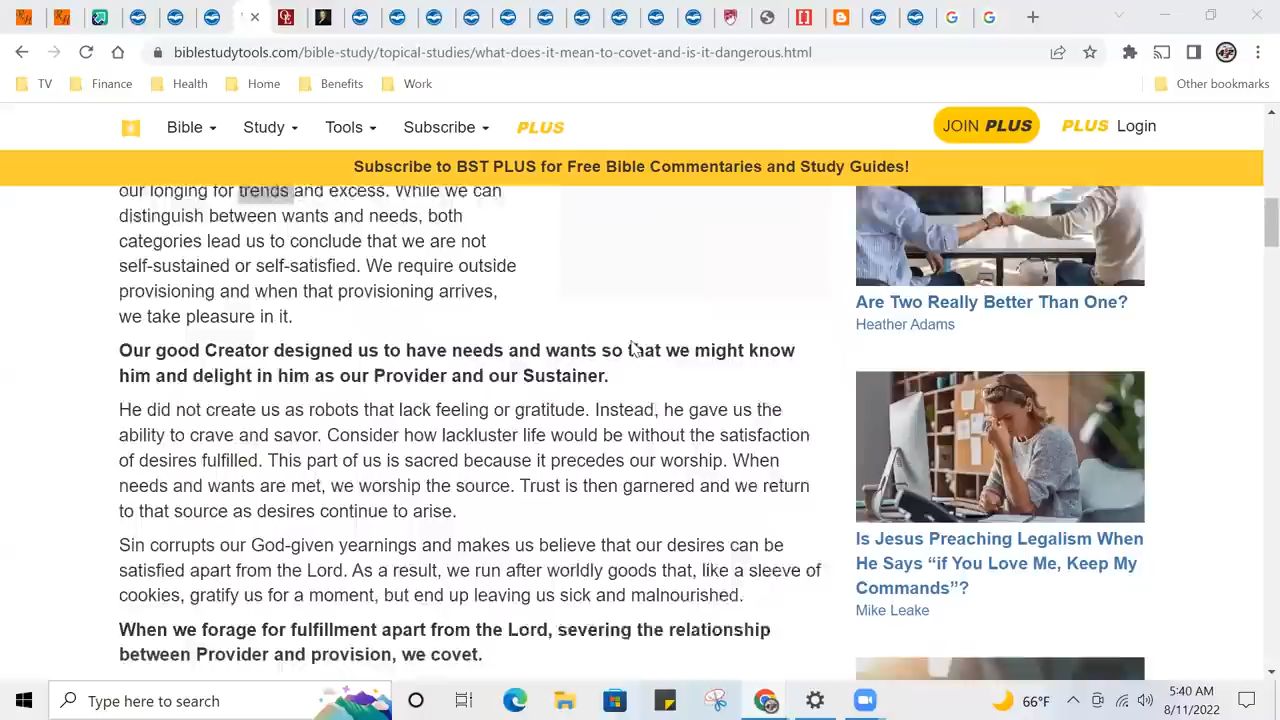 biblestudytools.com/bible-study/topical-studies/what-does-it-mean-to-covet-and-is-it-dangerous.html
TV Finance Health Home Benefits Work Other bookmarks
Bible Study Tools Subscribe PLUS JOIN PLUS PLUS Login
Subscribe to BST PLUS for Free Bible Commentaries and Study Guides!
our longing for trends and excess. While we can
distinguish between wants and needs, both
categories lead us to conclude that we are not
self-sustained or self-satisfied. We require outside
provisioning and when that provisioning arrives,
we take pleasure in it.
Our good Creator designed us to have needs and wants so that we might know
him and delight in him as our Provider and our Sustainer.
He did not create us as robots that lack feeling or gratitude. Instead, he gave us the
ability to crave and savor. Consider how lackluster life would be without the satisfaction
of desires fulfilled. This part of us is sacred because it precedes our worship. When
needs and wants are met, we worship the source. Trust is then garnered and we return
to that source as desires continue to arise.
Sin corrupts our God-given yearnings and makes us believe that our desires can be
satisfied apart from the Lord. As a result, we run after worldly goods that, like a sleeve of
cookies, gratify us for a moment, but end up leaving us sick and malnourished.
When we forage for fulfillment apart from the Lord, severing the relationship
between Provider and provision, we covet.
Are Two Really Better Than One?
Heather Adams
Is Jesus Preaching Legalism When
He Says “if You Love Me, Keep My
Commands”?
Mike Leake
Type here to search
66°F
5:40 AM
8/11/2022